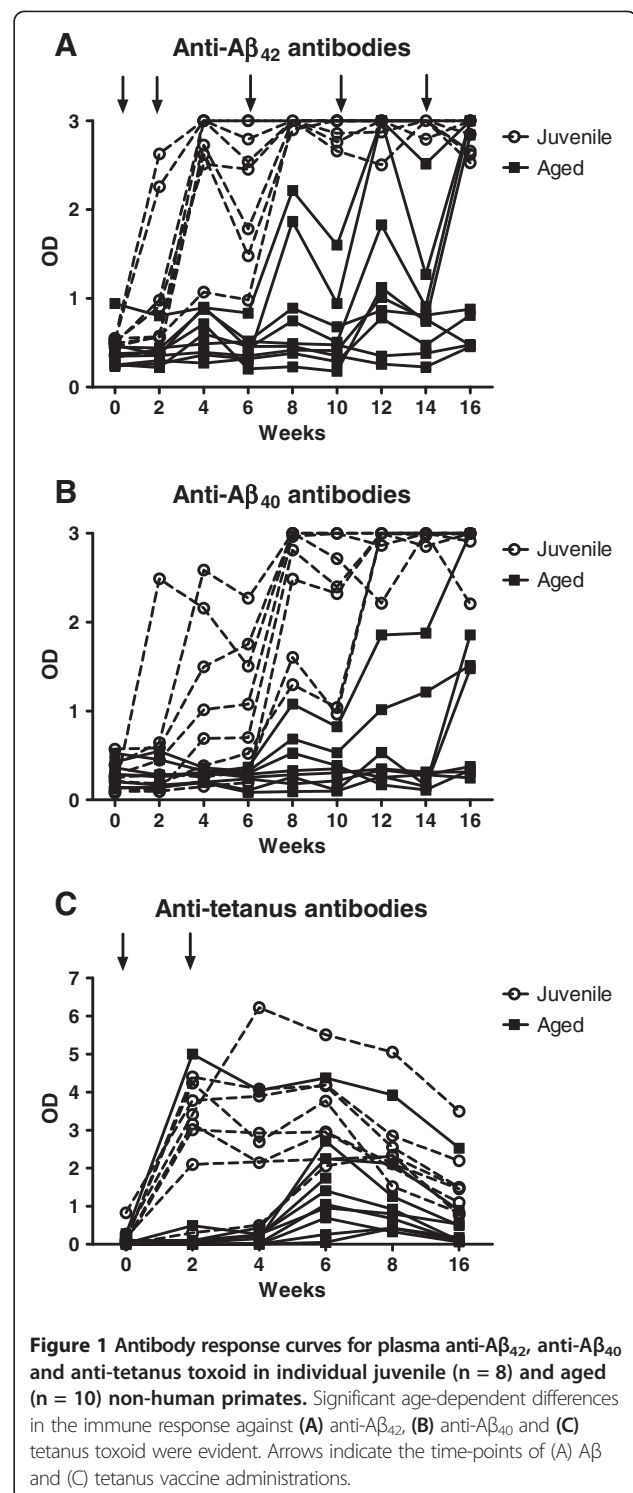 A
Anti-Aβ42 antibodies
3
2
1
0
OD
0 2 4 6 8 10 12 14 16
Weeks
Juvenile
Aged
B
Anti-Aβ40 antibodies
3
2
1
0
OD
0 2 4 6 8 10 12 14 16
Weeks
Juvenile
Aged
C
Anti-tetanus antibodies
7
6
5
4
3
2
1
0
OD
0 2 4 6 8 16
Weeks
Juvenile
Aged
Figure 1 Antibody response curves for plasma anti-Aβ42, anti-Aβ40
and anti-tetanus toxoid in individual juvenile (n = 8) and aged
(n = 10) non-human primates. Significant age-dependent differences
in the immune response against (A) anti-Aβ42, (B) anti-Aβ40 and (C)
tetanus toxoid were evident. Arrows indicate the time-points of (A) Aβ
and (C) tetanus vaccine administrations.